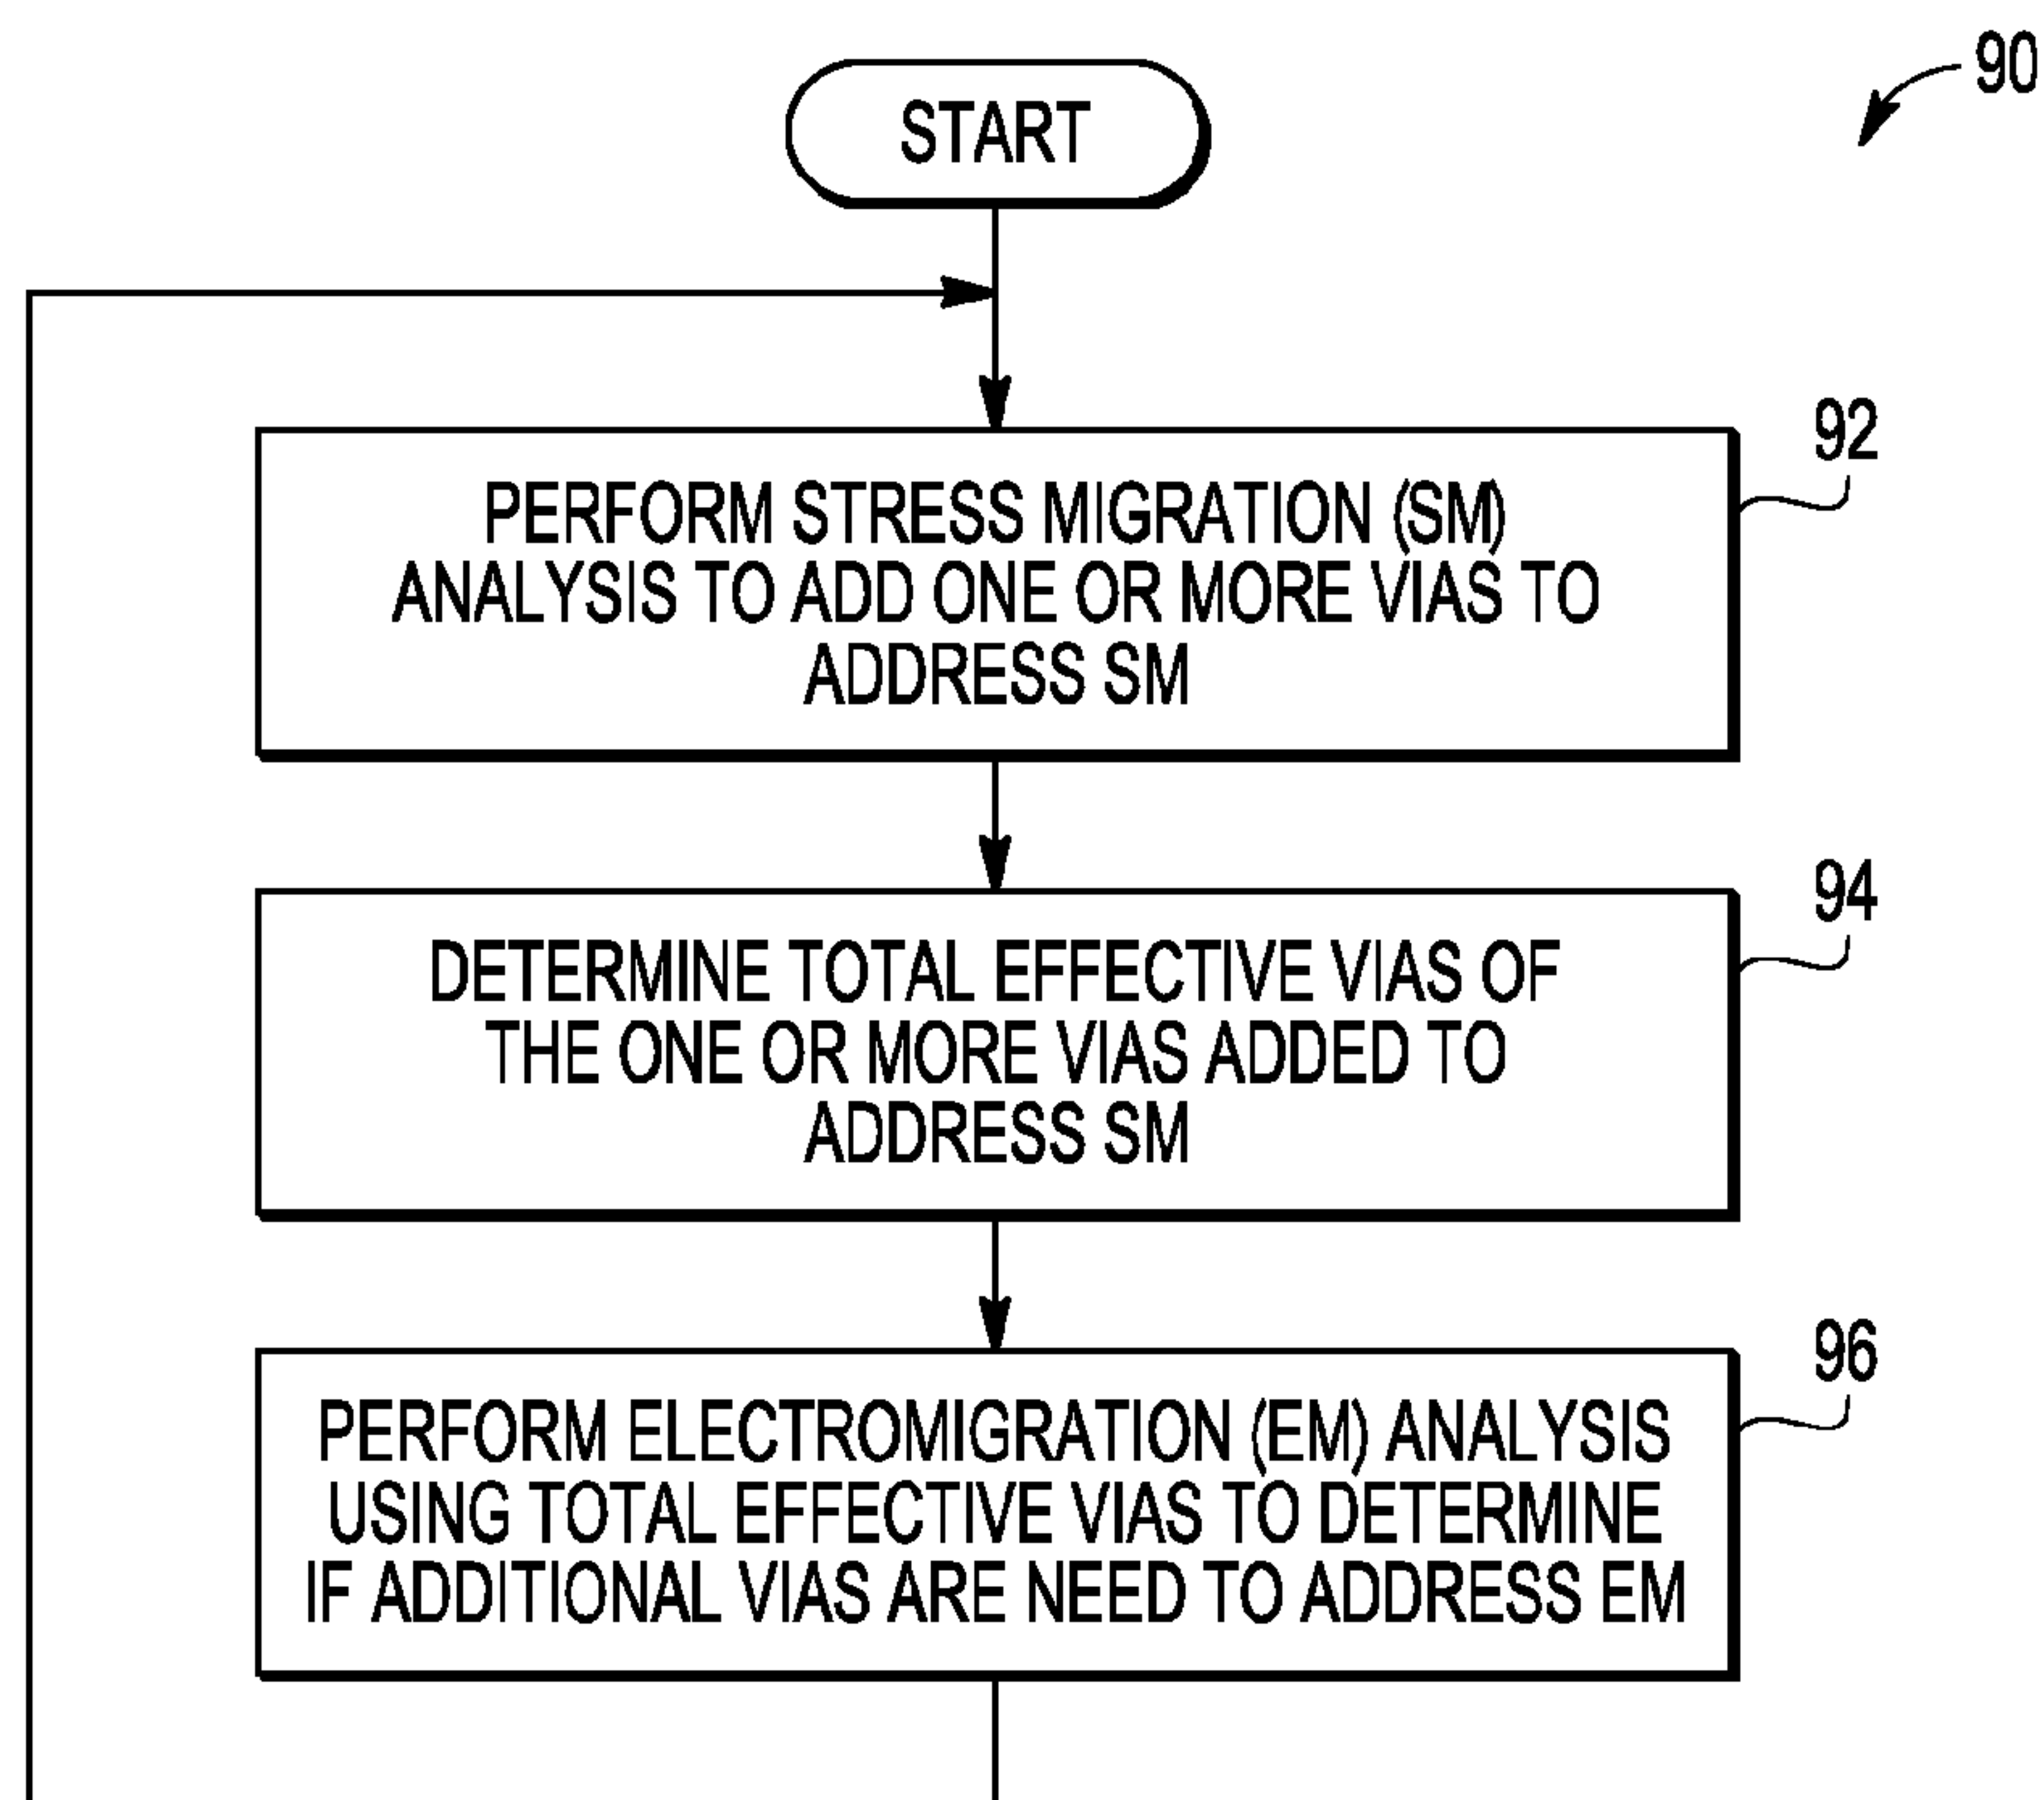 90
START
92
PERFORM STRESS MIGRATION (SM)
ANALYSIS TO ADD ONE OR MORE VIAS TO
ADDRESS SM
94
DETERMINE TOTAL EFFECTIVE VIAS OF
THE ONE OR MORE VIAS ADDED TO
ADDRESS SM
96
PERFORM ELECTROMIGRATION (EM) ANALYSIS
USING TOTAL EFFECTIVE VIAS TO DETERMINE
IF ADDITIONAL VIAS ARE NEED TO ADDRESS EM